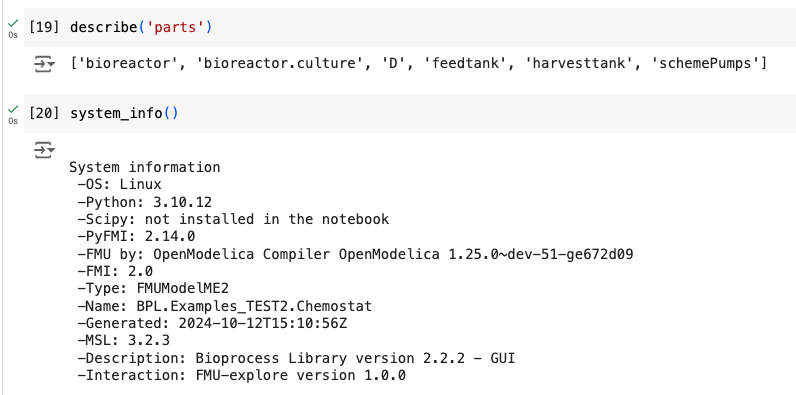 [19] describe('parts')
0s
['bioreactor', 'bioreactor.culture', 'D', 'feedtank', 'harvesttank', 'schemePumps']
[20] system_info()
0s
System information
-OS: Linux
-Python: 3.10.12
-Scipy: not installed in the notebook
-PyFMI: 2.14.0
-FMU by: OpenModelica Compiler OpenModelica 1.25.0~dev-51-ge672d09
-FMI: 2.0
-Type: FMUModelME2
-Name: BPL.Examples_TEST2.Chemostat
-Generated: 2024-10-12T15:10:56Z
-MSL: 3.2.3
-Description: Bioprocess Library version 2.2.2 - GUI
-Interaction: FMU-explore version 1.0.0